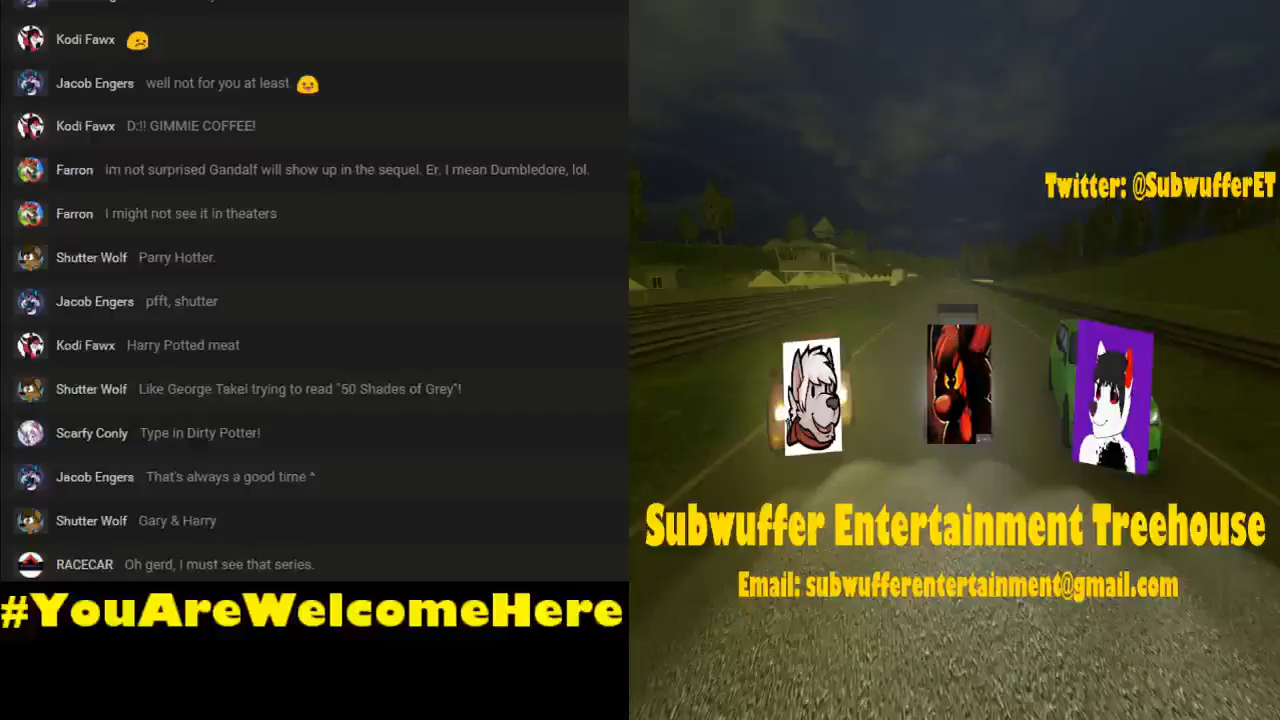 Kodi Fawx
Jacob Engers well not for you at least.
Kodi Fawx D:!! GIMMIE COFFEE!
Farron Im not surprised Gandalf will show up in the sequel. Er. I mean Dumbledore, lol.
Farron I might not see it in theaters
Shutter Wolf Parry Hotter.
Jacob Engers pfft, shutter
Kodi Fawx Harry Potted meat
Shutter Wolf Like George Takei trying to read "50 Shades of Grey"!
Scarfy Conly Type in Dirty Potter!
Jacob Engers That's always a good time ^
Shutter Wolf Gary & Harry
RACECAR Oh gerd, I must see that series.
#YouAreWelcomeHere
Twitter: @SubwufferET
Subwuffer Entertainment Treehouse
Email: subwufferentertainment@gmail.com